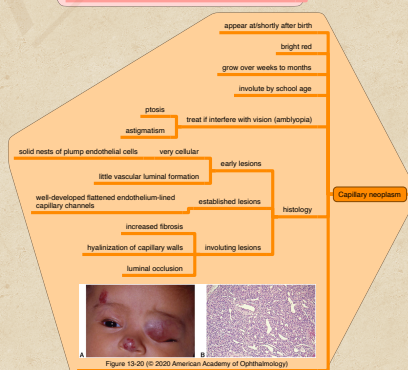 appear at/shortly after birth
bright red
grow over weeks to months
involute by school age
ptosis
astigmatism
treat if interfere with vision (amblyopia)
solid nests of plump endothelial cells
very cellular
little vascular luminal formation
early lesions
well-developed flattened endothelium-lined
capillary channels
established lesions
increased fibrosis
hyalinization of capillary walls
luminal occlusion
involuting lesions
histology
Capillary neoplasm
A
B
Figure 13-20 (© 2020 American Academy of Ophthalmology)